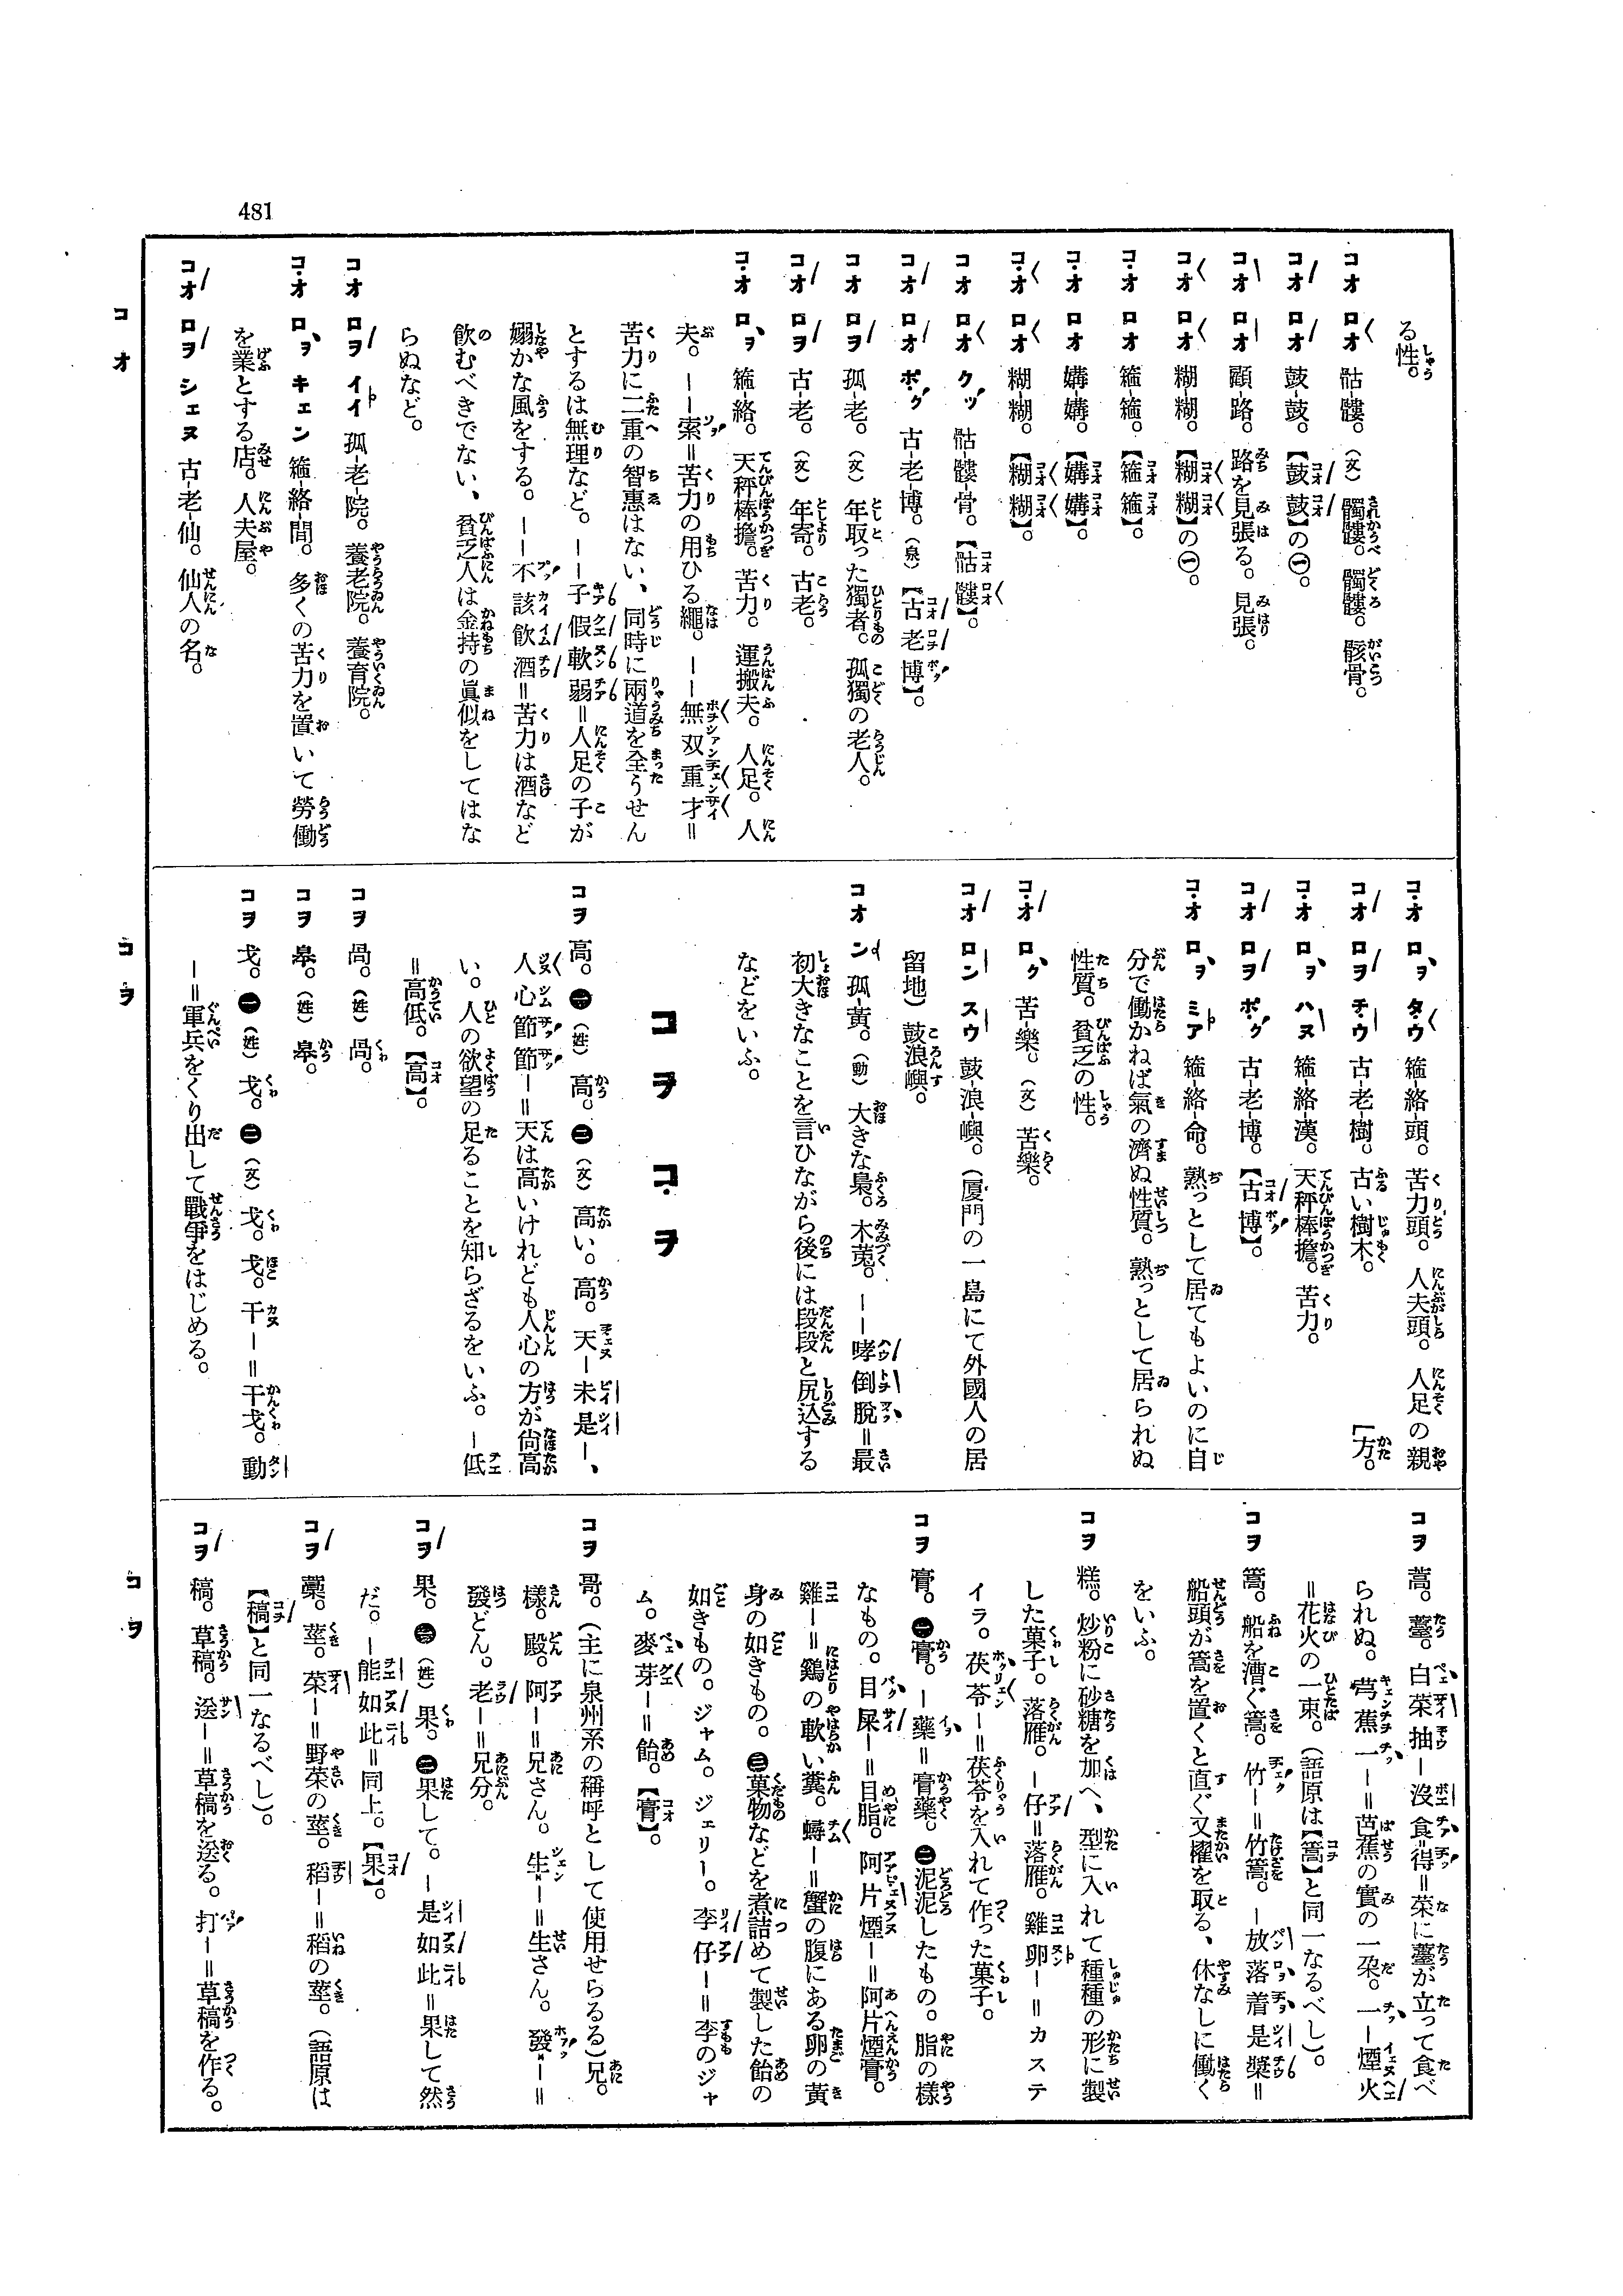 481
る性。
コオ ロオ 骷-髏。(文)髑髏。髑髏。骸骨。
コオ ロオ 鼓-鼓。【鼓鼓】の㊀。
コオ ロオ 顧-路。路を見張る。見張。
コオ ロオ 糊-糊。【糊糊】の㊀。
コオ ロオ 箍-箍。【箍箍】。
コオ ロオ 媾-媾。【媾媾】。
コオ ロオ 糊-糊。【糊糊】。
コオ ロオ クッ 骷-髏-骨。【骷髏】。
コオ ロオ ポク 古-老-博。(泉)【古老博】。
コオ ロヲ 孤-老。(文)年取った獨者。孤獨の老人。
コオ ロヲ 古-老。(文)年寄。古老。
コオ ロヲ 箍-絡。天秤棒擔。苦力。運搬夫。人足。人
夫。——索=苦力の用ひる繩。——無双重才=
苦力に二重の智惠はない、同時に兩道を全うせん
とするは無理など。—子假軟弱=人足の子が
嫋かな風をする。——不該飲酒=苦力は酒など
飲むべきでない、貧乏人は金持の眞似をしてはな
らぬなど。
コオ ロヲ イイ 孤-老-院。養老院。養育院。
コオ ロヲ キェン 箍-絡-間。多くの苦力を置いて勞働
を業とする店。人夫屋。
コオ ロヲ シェヌ 古-老-仙。仙人の名。
コオ
コオ ロヲ タウ 箍-絡-頭。苦力頭。人夫頭。人足の親
コオ ロヲ チウ 古-老-樹。古い樹木。 [方。
コオ ロヲ ハヌ 箍-絡-漢。天秤棒擔。苦力。
コオ ロヲ ポク 古-老-博。【古博】。
コオ ロヲ ミア 箍-絡-命。熟っとして居てもよいのに自
分で働かねば氣の濟ぬ性質。熟っとして居られぬ
性質。貧乏の性。
コオ ロク 苦-樂。(文)苦樂。
コオ ロン スウ 鼓-浪-嶼。(厦門の一島にて外國人の居
留地)鼓浪嶼。
コオ ン 孤-黄。(動)大きな梟。木菟。——哮倒脫=最
初大きなことを言ひながら後には段段と尻込する
などをいふ。
コヲ コヲ
コヲ 高。㊀(姓)高。㊁(文)高い。高。天—未是—、
人心節節—=天は高いけれども人心の方が尙高
い。人の欲望の足ることを知らざるをいふ。—低
=高低。【高】。
コヲ 咼。(姓)咼。
コヲ 皋。(姓)皋。
コヲ 戈。㊀(姓)戈。㊁(文)戈。戈。干—=干戈。動
—=軍兵をくり出して戰爭をはじめる。
コヲ
コヲ 蒿。薹。白菜抽—沒食得=菜に薹が立って食べ
られぬ。芎蕉一—=芭蕉の實の一朶。一—煙火
=花火の一束。(語原は【篙】と同一なるべし)。
コヲ 篙。船を漕ぐ篙。竹—=竹篙。—放落着是槳=
船頭が篙を置くと直ぐ又櫂を取る、休なしに働く
をいふ。
コヲ 糕。炒粉に砂糖を加へ、型に入れて種種の形に製
した菓子。落雁。—仔=落雁。雞卵—=カステ
イラ。茯苓—=茯苓を入れて作った菓子。
コヲ 膏。㊀膏。—藥=膏藥。㊁泥泥したもの。脂の樣
なもの。目屎—=目脂。阿片煙—=阿片煙膏。
雞—=鷄の軟い糞。蟳—=蟹の腹にある卵の黄
身の如きもの。㊂菓物などを煮詰めて製した飴の
如きもの。ジャム。ジェリー。李仔—=李のジャ
ム。麥芽—=飴。【膏】。
コヲ 哥。(主に泉州系の稱呼として使用せらるる)兄。
樣。殿。阿—=兄さん。生—=生さん。發—=
發どん。老—=兄分。
コヲ 果。㊀(姓)果。㊁果して。—是如此=果して然
だ。—能如此=同上。【果】。
コヲ 藁。莖。菜—=野菜の莖。稻—=稻の莖。(語原は
【稿】と同一なるべし)。
コヲ 稿。草稿。送—=草稿を送る。打—=草稿を作る。
コヲ